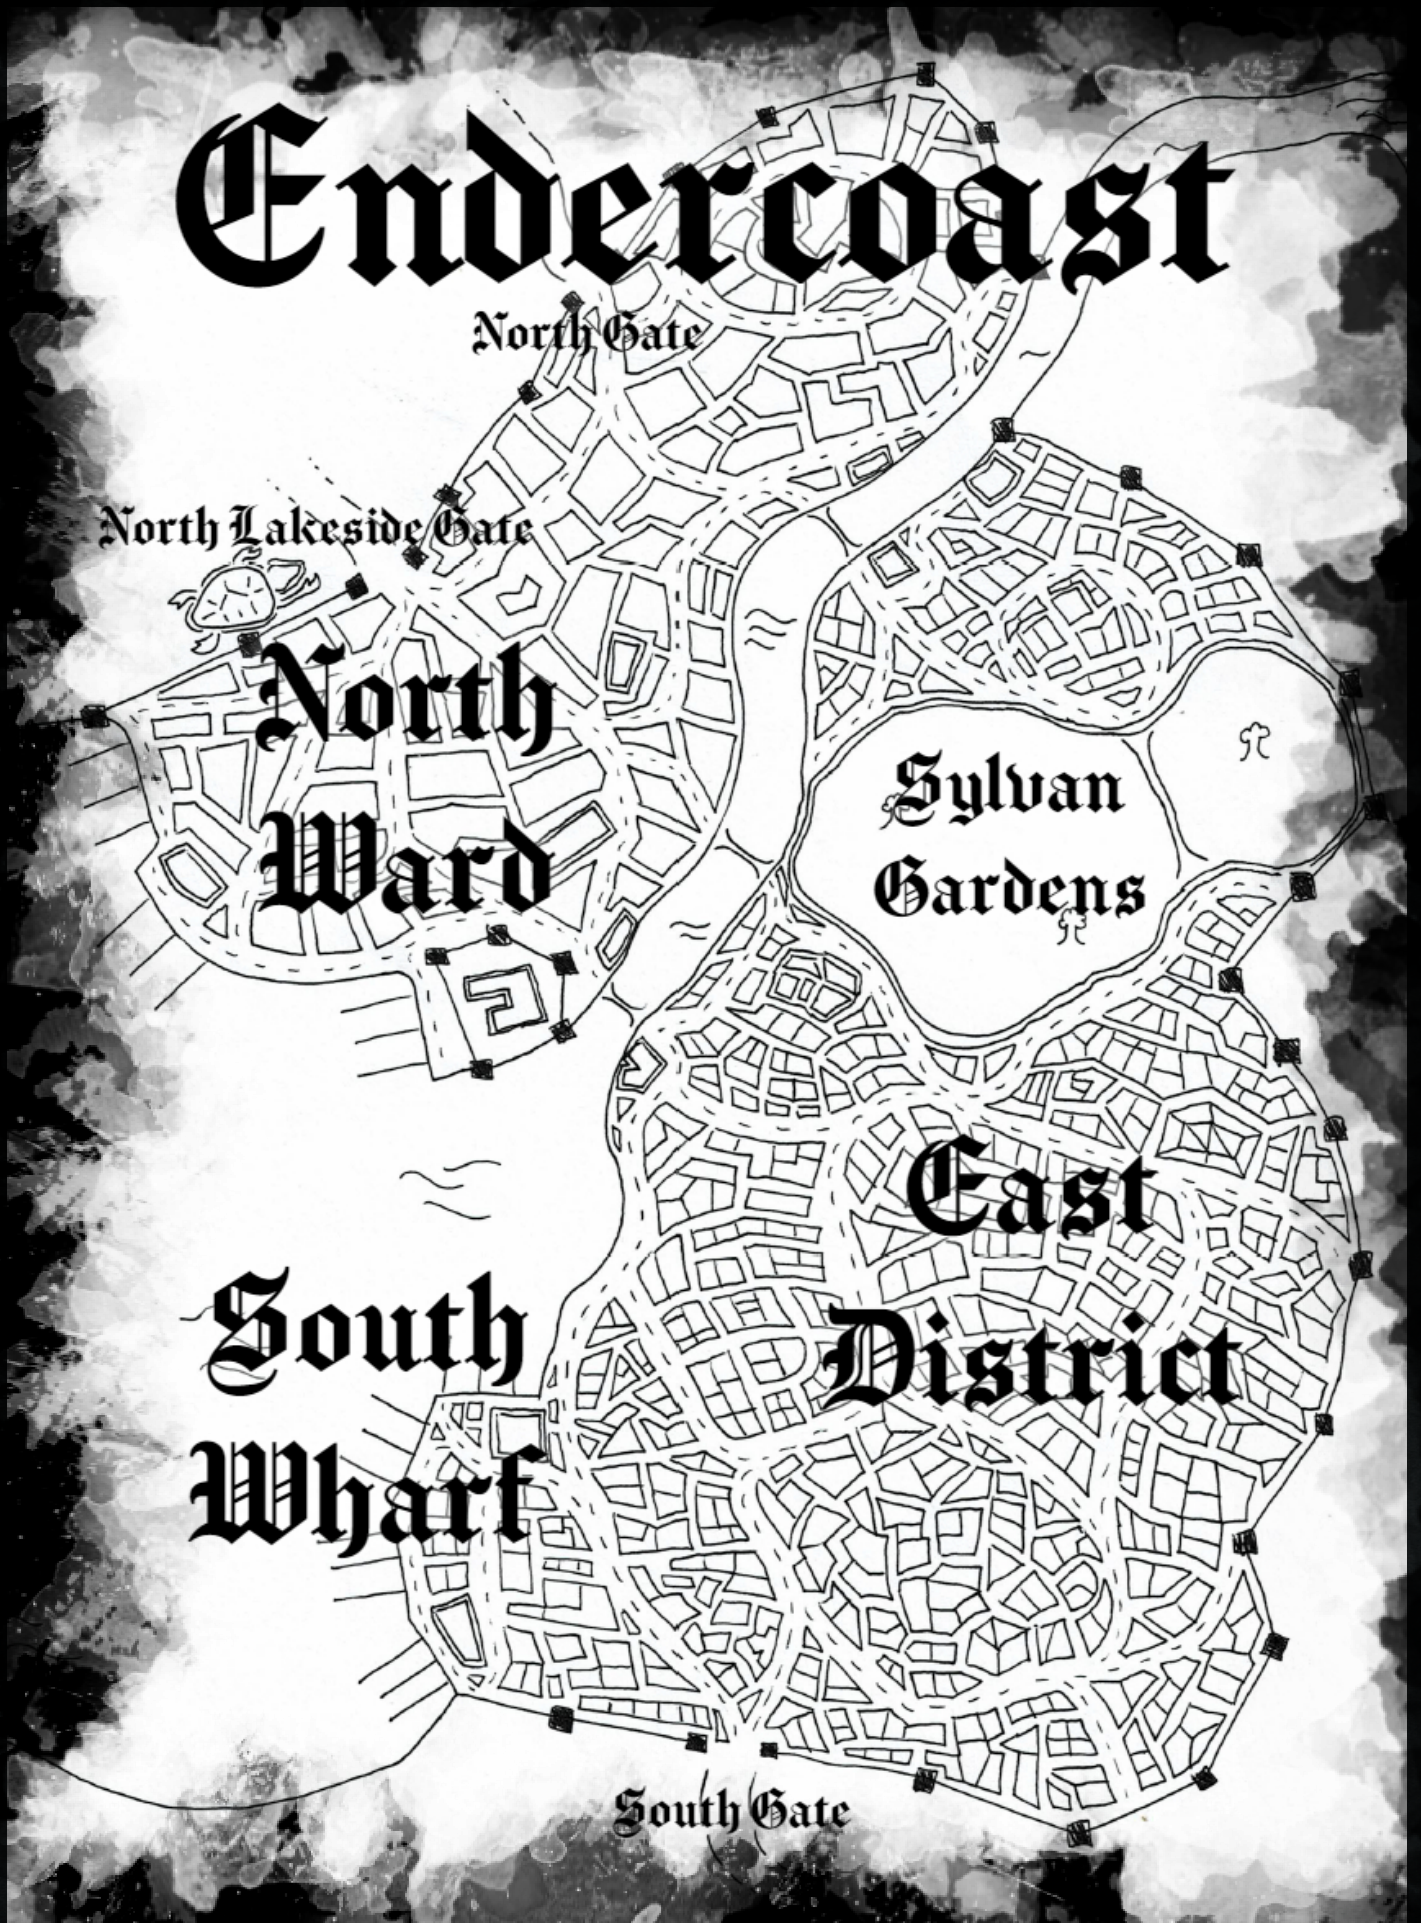 Endercoast
North Gate
North Lakeside Gate
North
Ward
Sylvan
Gardens
East
District
South
Wharf
South Gate